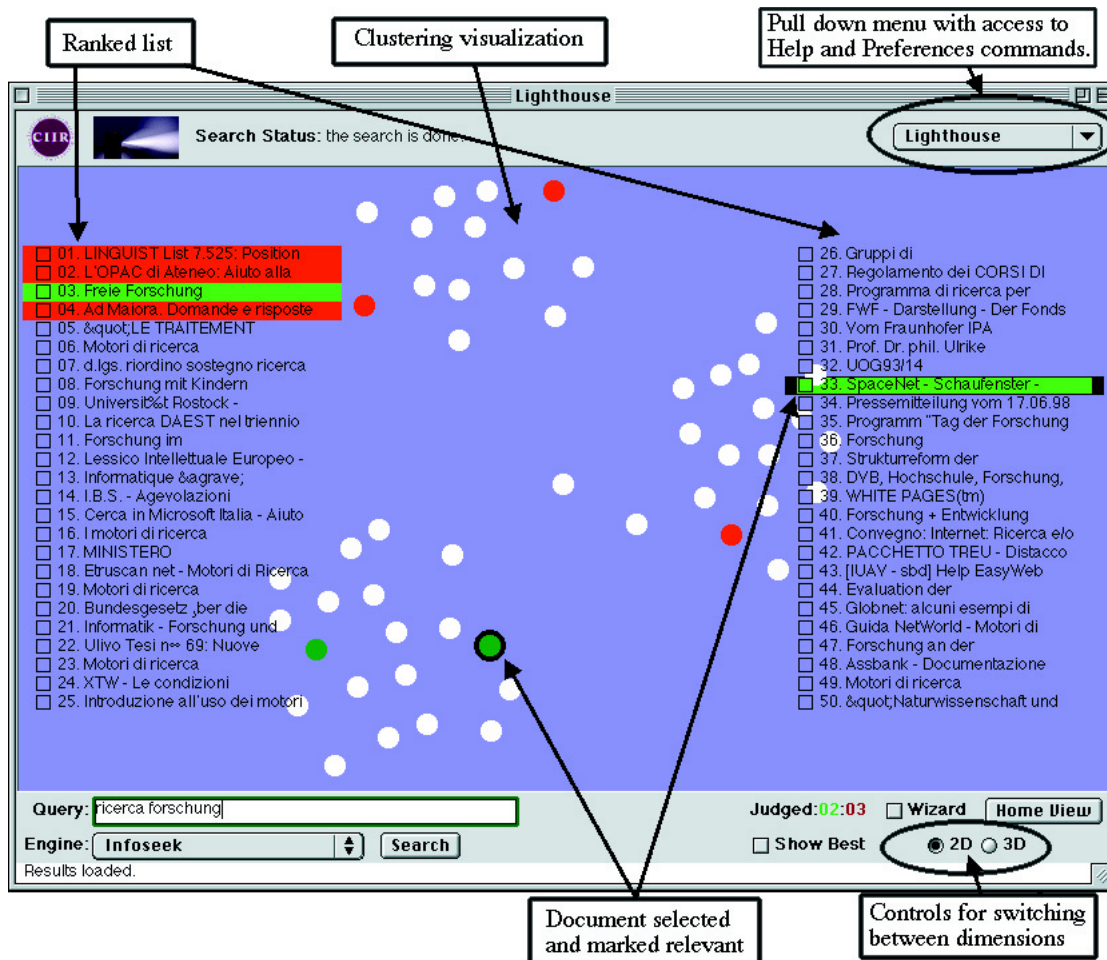 Ranked list
Clustering visualization
Pull down menu with access to
Help and Preferences commands.
Lighthouse
CIIR
Search Status: the search is done.
Lighthouse
01. LINGUIST List 7.525: Position
02. L'OPAC di Ateneo: Aiuto alla
03. Freie Forschung
04. Ad Maiora. Domande e risposte
05. &quot;LE TRAITEMENT
06. Motori di ricerca
07. d.lgs. riordino sostegno ricerca
08. Forschung mit Kindern
09. Universit%t Rostock -
10. La ricerca DAEST nel triennio
11. Forschung im
12. Lessico Intellettuale Europeo -
13. Informatique &agrave;
14. I.B.S. - Agevolazioni
15. Cerca in Microsoft Italia - Aiuto
16. I motori di ricerca
17. MINISTERO
18. Etruscan net - Motori di Ricerca
19. Motori di ricerca
20. Bundesgesetz ‚ber die
21. Informatik - Forschung und
22. Ulivo Tesi n∞ 69: Nuove
23. Motori di ricerca
24. XTW - Le condizioni
25. Introduzione all'uso dei motori
26. Gruppi di
27. Regolamento dei CORSI DI
28. Programma di ricerca per
29. FWF - Darstellung - Der Fonds
30. Vom Fraunhofer IPA
31. Prof. Dr. phil. Ulrike
32. UOG93/14
33. SpaceNet - Schaufenster -
34. Pressemitteilung vom 17.06.98
35. Programm "Tag der Forschung
36. Forschung
37. Strukturreform der
38. DVB, Hochschule, Forschung,
39. WHITE PAGES(tm)
40. Forschung + Entwicklung
41. Convegno: Internet: Ricerca e/o
42. PACCHETTO TREU - Distacco
43. [IUAV - sbd] Help EasyWeb
44. Evaluation der
45. Globnet: alcuni esempi di
46. Guida NetWorld - Motori di
47. Forschung an der
48. Assbank - Documentazione
49. Motori di ricerca
50. &quot;Naturwissenschaft und
Query: ricerca forschung
Judged:02:03
Wizard
Home View
Engine: Infoseek
Search
Show Best
2D
3D
Results loaded.
Document selected
and marked relevant
Controls for switching
between dimensions